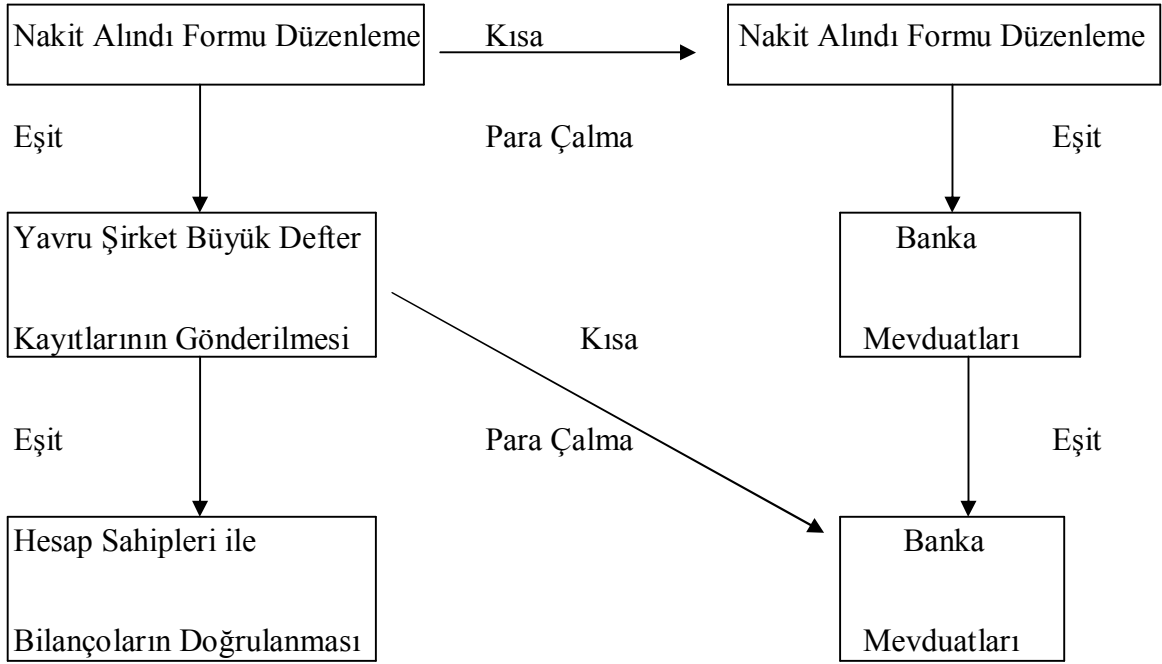 Nakit Alındı Formu Düzenleme Kısa Nakit Alındı Formu Düzenleme
Eşit Para Çalma Eşit
Yavru Şirket Büyük Defter Banka
Kayıtlarının Gönderilmesi Kısa Mevduatları
Eşit Para Çalma Eşit
Hesap Sahipleri ile Banka
Bilançoların Doğrulanması Mevduatları